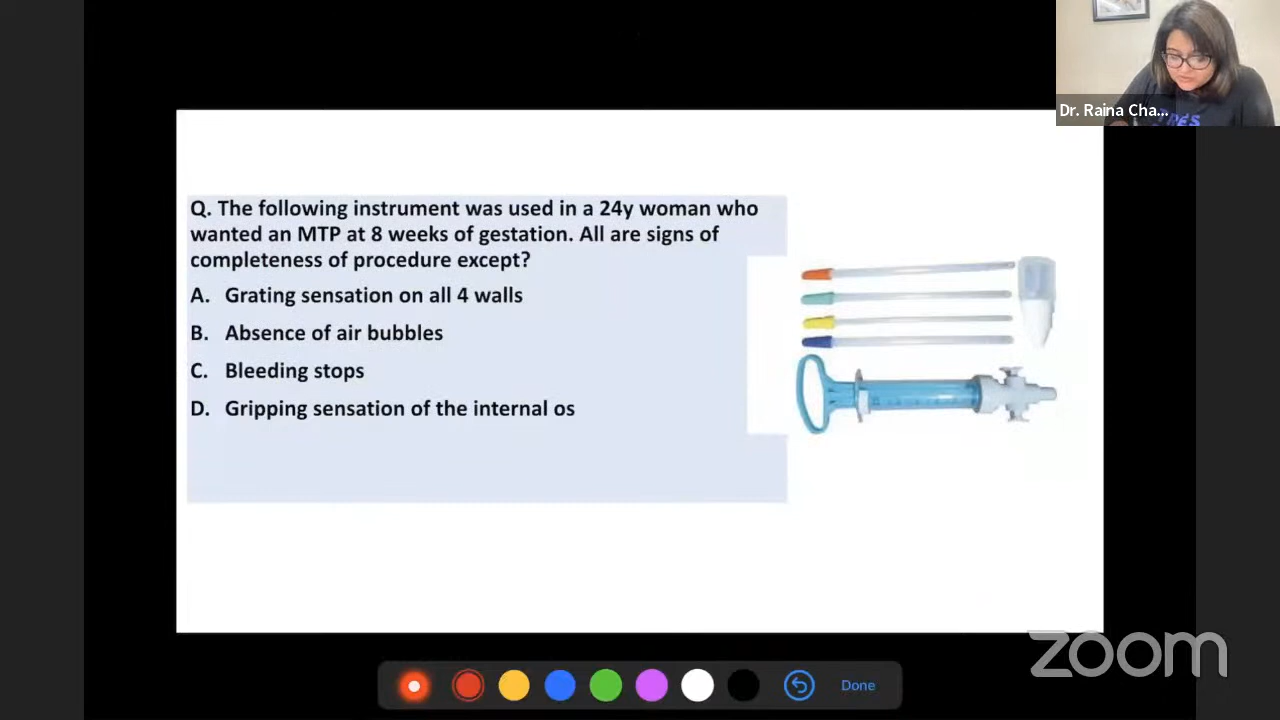 Dr. Raina Cha...
Q. The following instrument was used in a 24y woman who
wanted an MTP at 8 weeks of gestation. All are signs of
completeness of procedure except?
A. Grating sensation on all 4 walls
B. Absence of air bubbles
C. Bleeding stops
D. Gripping sensation of the internal os
zoom
Done